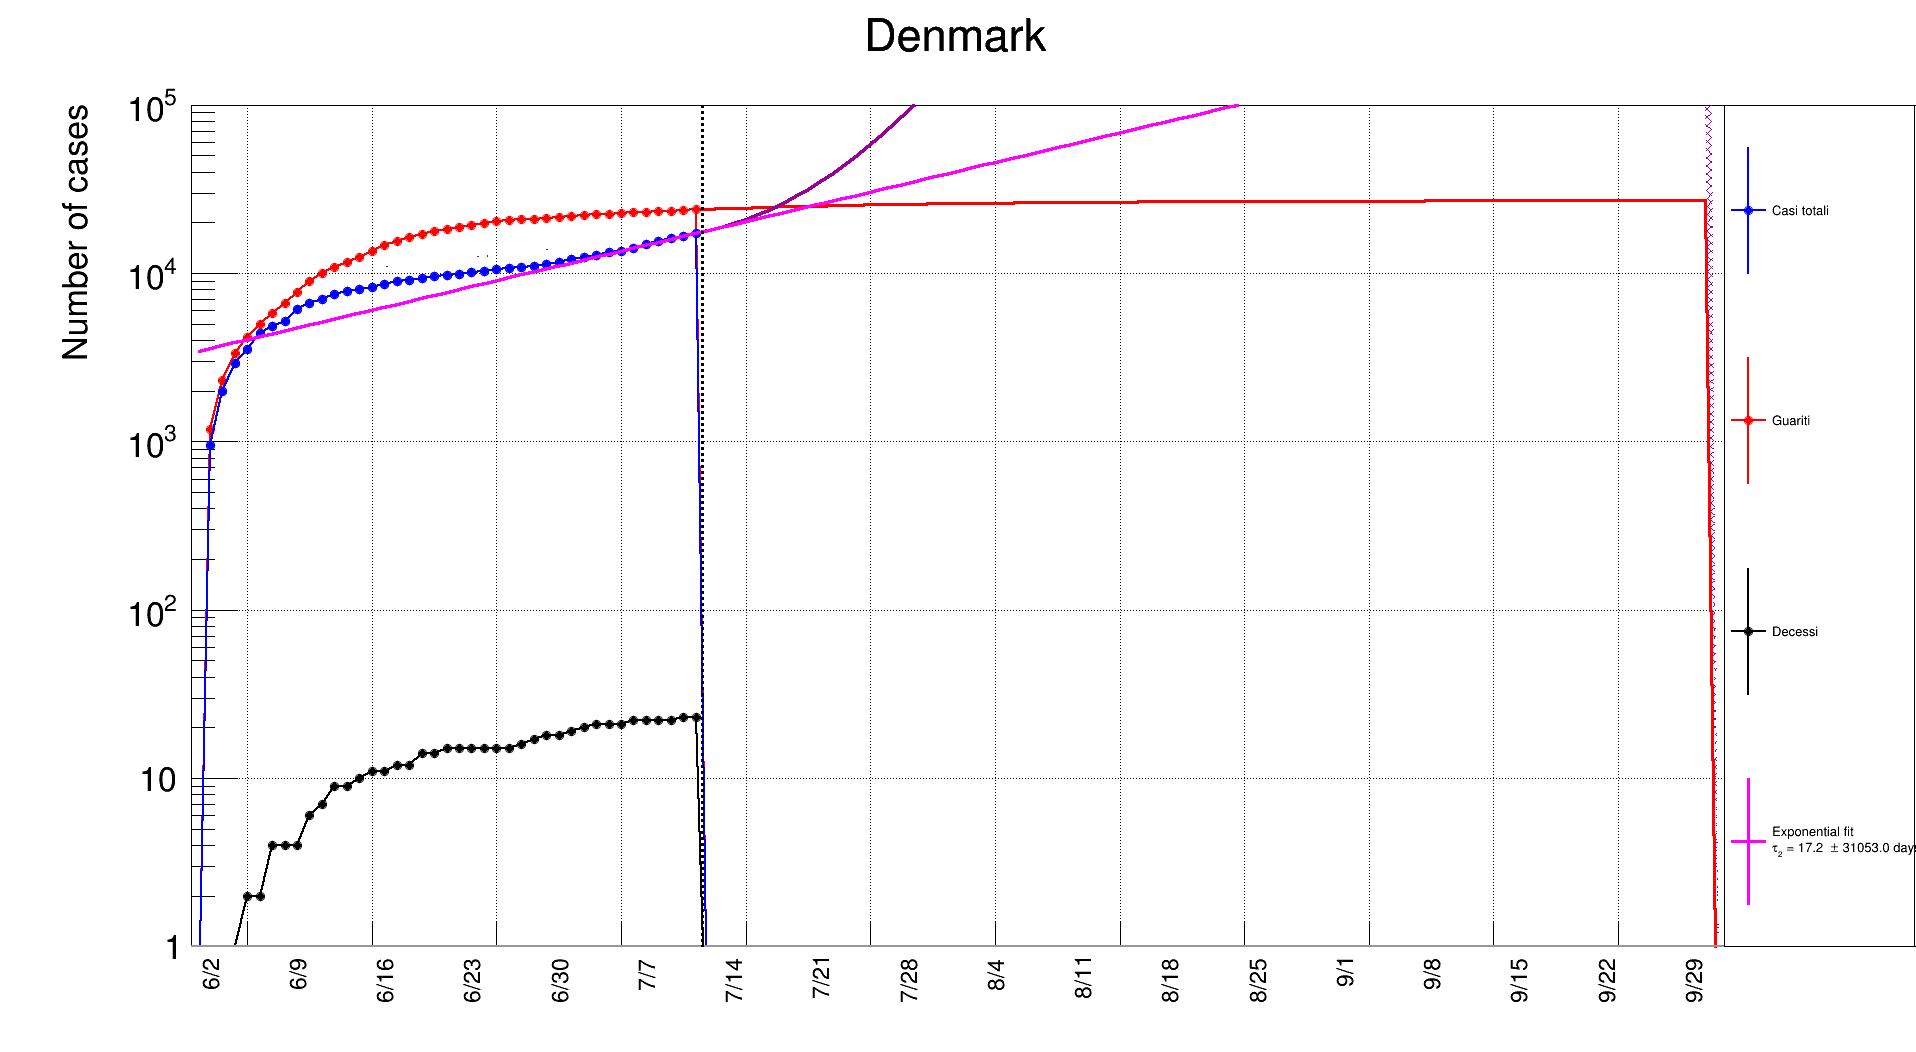 Denmark
Number of cases
10^5
10^4
10^3
10^2
10
1
6/2 6/9 6/16 6/23 6/30 7/7 7/14 7/21 7/28 8/4 8/11 8/18 8/25 9/1 9/8 9/15 9/22 9/29
Casi totali
Guariti
Decessi
Exponential fit
τ₂ = 17.2 ± 31053.0 days